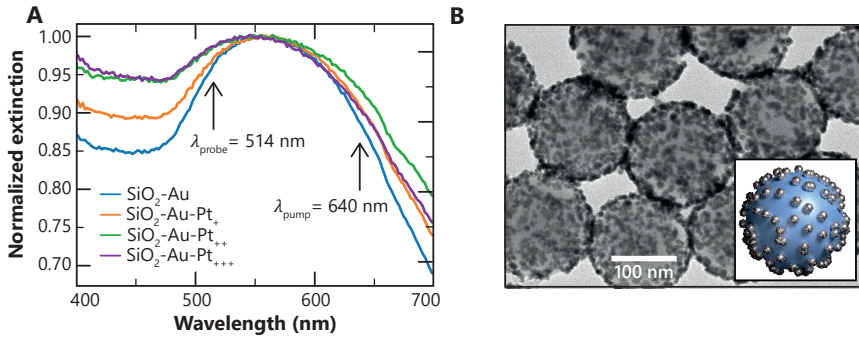 A
B
Normalized extinction
1.00
0.95
0.90
0.85
0.80
0.75
0.70
λprobe = 514 nm
λpump = 640 nm
SiO2-Au
SiO2-Au-Pt+
SiO2-Au-Pt++
SiO2-Au-Pt+++
400
500
600
700
Wavelength (nm)
100 nm